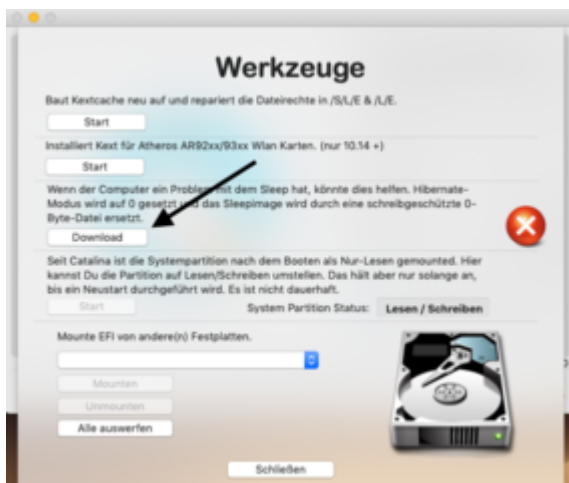 Werkzeuge
Baut Kextcache neu auf und repariert die Dateirechte in /S/L/E & /L/E.
Start
Installiert Kext für Atheros AR92xx/93xx Wlan Karten. (nur 10.14 +)
Start
Wenn der Computer ein Problem mit dem Sleep hat, könnte dies helfen. Hibernate-
Modus wird auf 0 gesetzt und das Sleepimage wird durch eine schreibgeschützte 0-
Byte-Datei ersetzt.
Download
Seit Catalina ist die Systempartition nach dem Booten als Nur-Lesen gemounted. Hier
kannst Du die Partition auf Lesen/Schreiben umstellen. Das hält aber nur solange an,
bis ein Neustart durchgeführt wird. Es ist nicht dauerhaft.
Start
System Partition Status: Lesen / Schreiben
Mounte EFI von andere(n) Festplatten.
Mounten
Unmounten
Alle auswerfen
Schließen